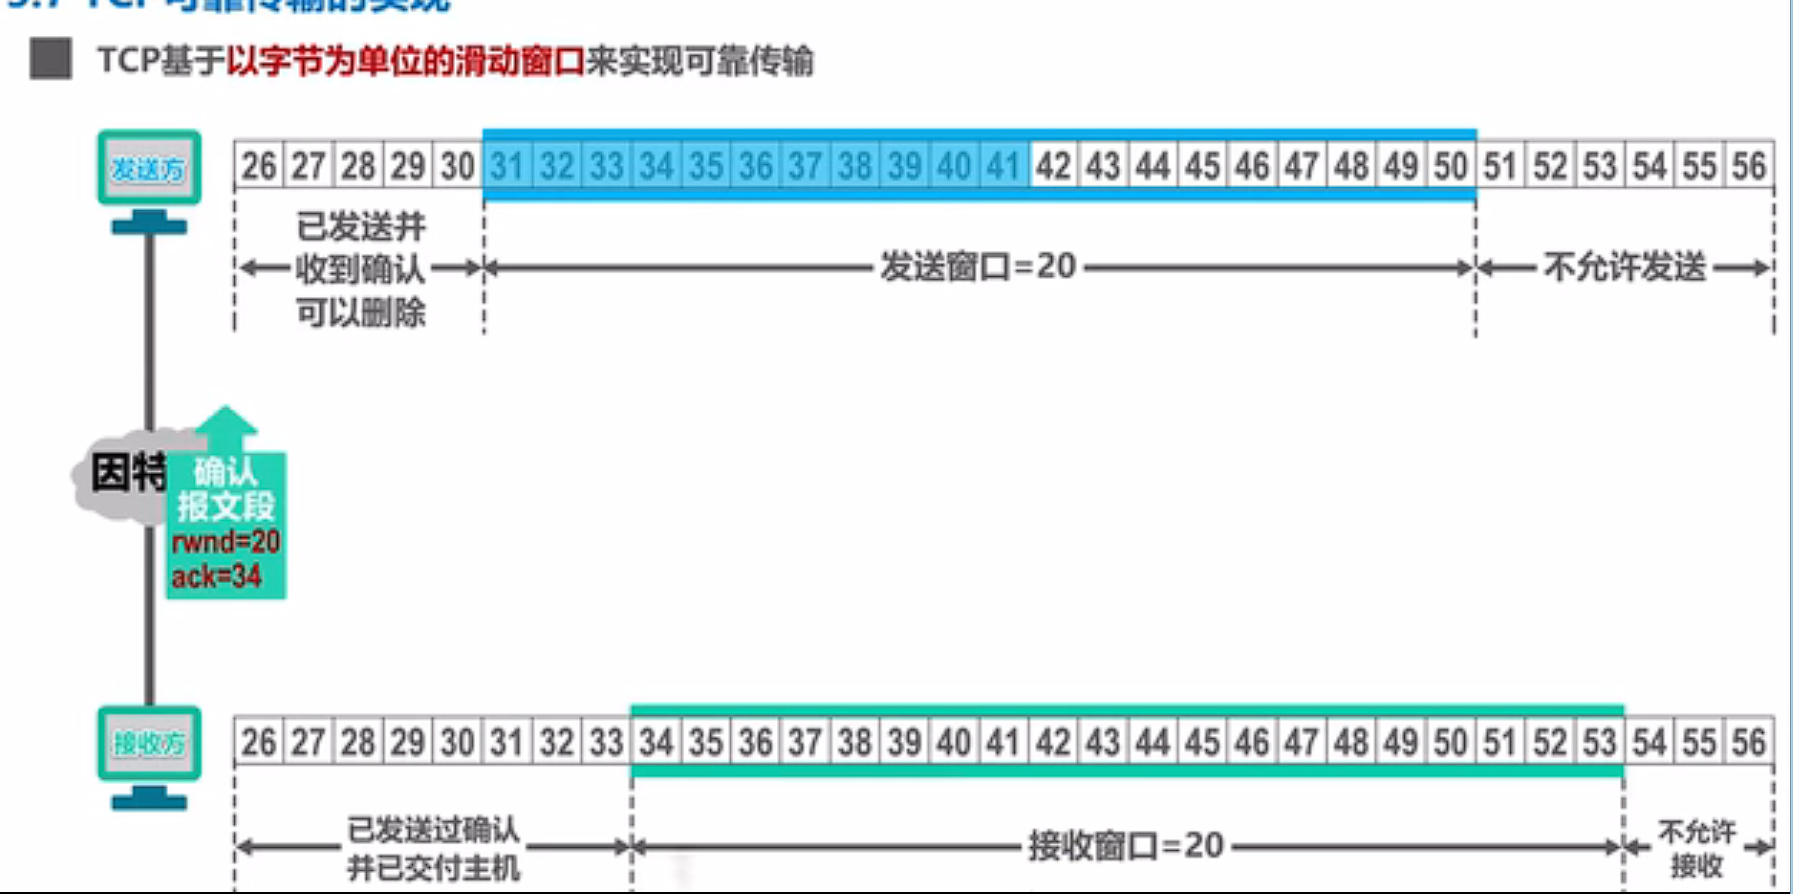 5.7 TCP可靠传输的实现
TCP基于以字节为单位的滑动窗口来实现可靠传输
发送方
26 27 28 29 30 31 32 33 34 35 36 37 38 39 40 41 42 43 44 45 46 47 48 49 50 51 52 53 54 55 56
已发送并
收到确认
可以删除
发送窗口=20
不允许发送
因特
确认
报文段
rwnd=20
ack=34
接收方
26 27 28 29 30 31 32 33 34 35 36 37 38 39 40 41 42 43 44 45 46 47 48 49 50 51 52 53 54 55 56
已发送过确认
并已交付主机
接收窗口=20
不允许
接收